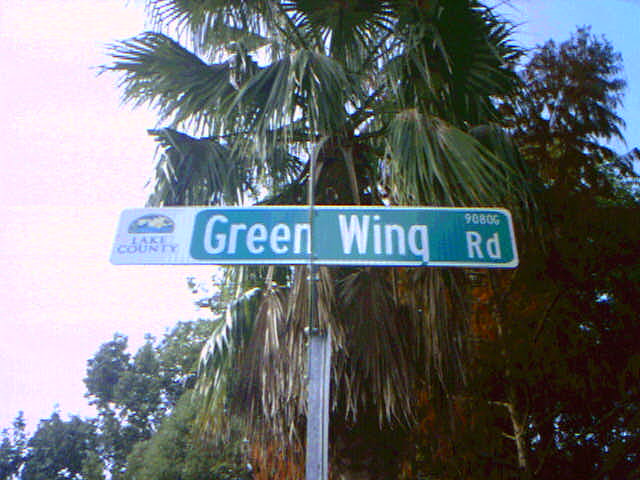 LAKE
COUNTY
Green Wing Rd
9080G